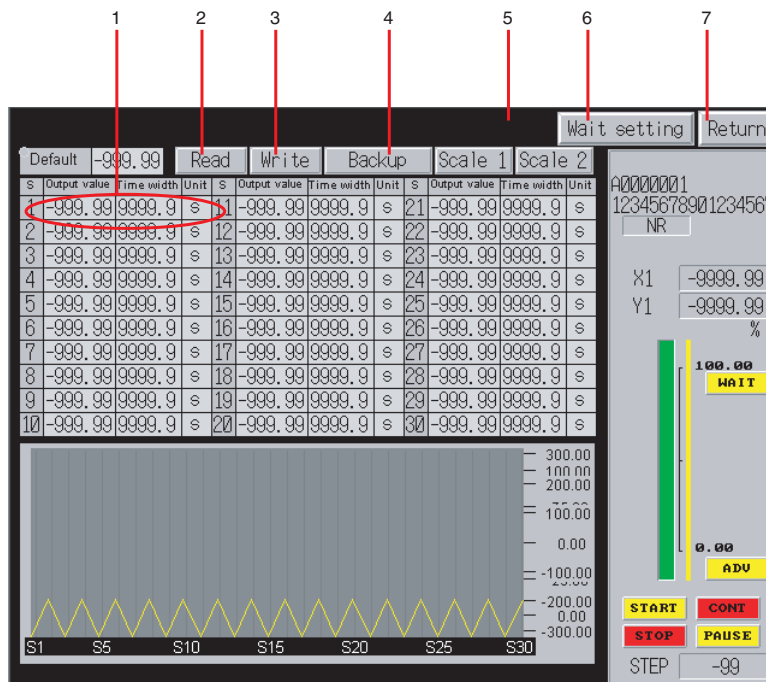 1 2 3 4 5 6 7
Wait setting Return
Default -999.99 Read Write Backup Scale 1 Scale 2
S Output value Time width Unit S Output value Time width Unit S Output value Time width Unit
1 -999.99 9999.9 s 11 -999.99 9999.9 s 21 -999.99 9999.9 s
2 -999.99 9999.9 s 12 -999.99 9999.9 s 22 -999.99 9999.9 s
3 -999.99 9999.9 s 13 -999.99 9999.9 s 23 -999.99 9999.9 s
4 -999.99 9999.9 s 14 -999.99 9999.9 s 24 -999.99 9999.9 s
5 -999.99 9999.9 s 15 -999.99 9999.9 s 25 -999.99 9999.9 s
6 -999.99 9999.9 s 16 -999.99 9999.9 s 26 -999.99 9999.9 s
7 -999.99 9999.9 s 17 -999.99 9999.9 s 27 -999.99 9999.9 s
8 -999.99 9999.9 s 18 -999.99 9999.9 s 28 -999.99 9999.9 s
9 -999.99 9999.9 s 19 -999.99 9999.9 s 29 -999.99 9999.9 s
10 -999.99 9999.9 s 20 -999.99 9999.9 s 30 -999.99 9999.9 s
A0000001
1234567890123456
NR
X1 -9999.99
Y1 -9999.99
%
100.00
WAIT
0.00
ADV
START CONT
STOP PAUSE
STEP -99
300.00
100.00
200.00
100.00
0.00
-100.00
-200.00
0.00
-300.00
S1 S5 S10 S15 S20 S25 S30